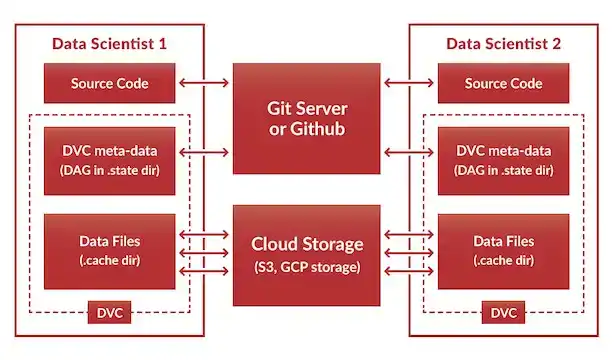 Data Scientist 1
Source Code
DVC meta-data
(DAG in .state dir)
Data Files
(.cache dir)
DVC
Git Server
or Github
Cloud Storage
(S3, GCP storage)
Data Scientist 2
Source Code
DVC meta-data
(DAG in .state dir)
Data Files
(.cache dir)
DVC